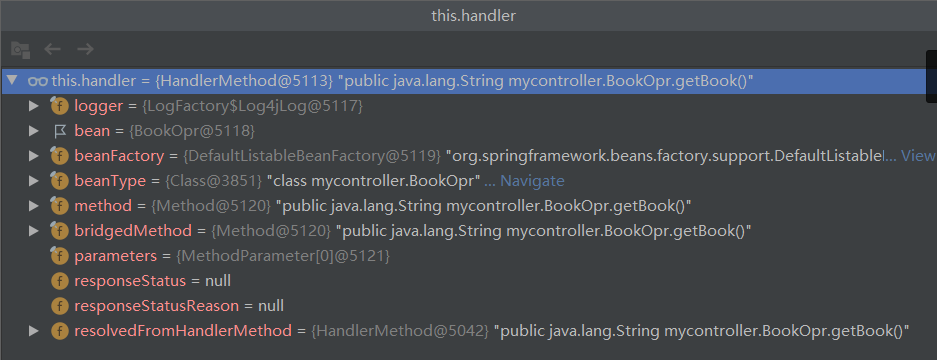 this.handler
this.handler = {HandlerMethod@5113} "public java.lang.String mycontroller.BookOpr.getBook()"
logger = {LogFactory$Log4jLog@5117}
bean = {BookOpr@5118}
beanFactory = {DefaultListableBeanFactory@5119} "org.springframework.beans.factory.support.DefaultListablel... View
beanType = {Class@3851} "class mycontroller.BookOpr" ... Navigate
method = {Method@5120} "public java.lang.String mycontroller.BookOpr.getBook()"
bridgedMethod = {Method@5120} "public java.lang.String mycontroller.BookOpr.getBook()"
parameters = {MethodParameter[0]@5121}
responseStatus = null
responseStatusReason = null
resolvedFromHandlerMethod = {HandlerMethod@5042} "public java.lang.String mycontroller.BookOpr.getBook()"